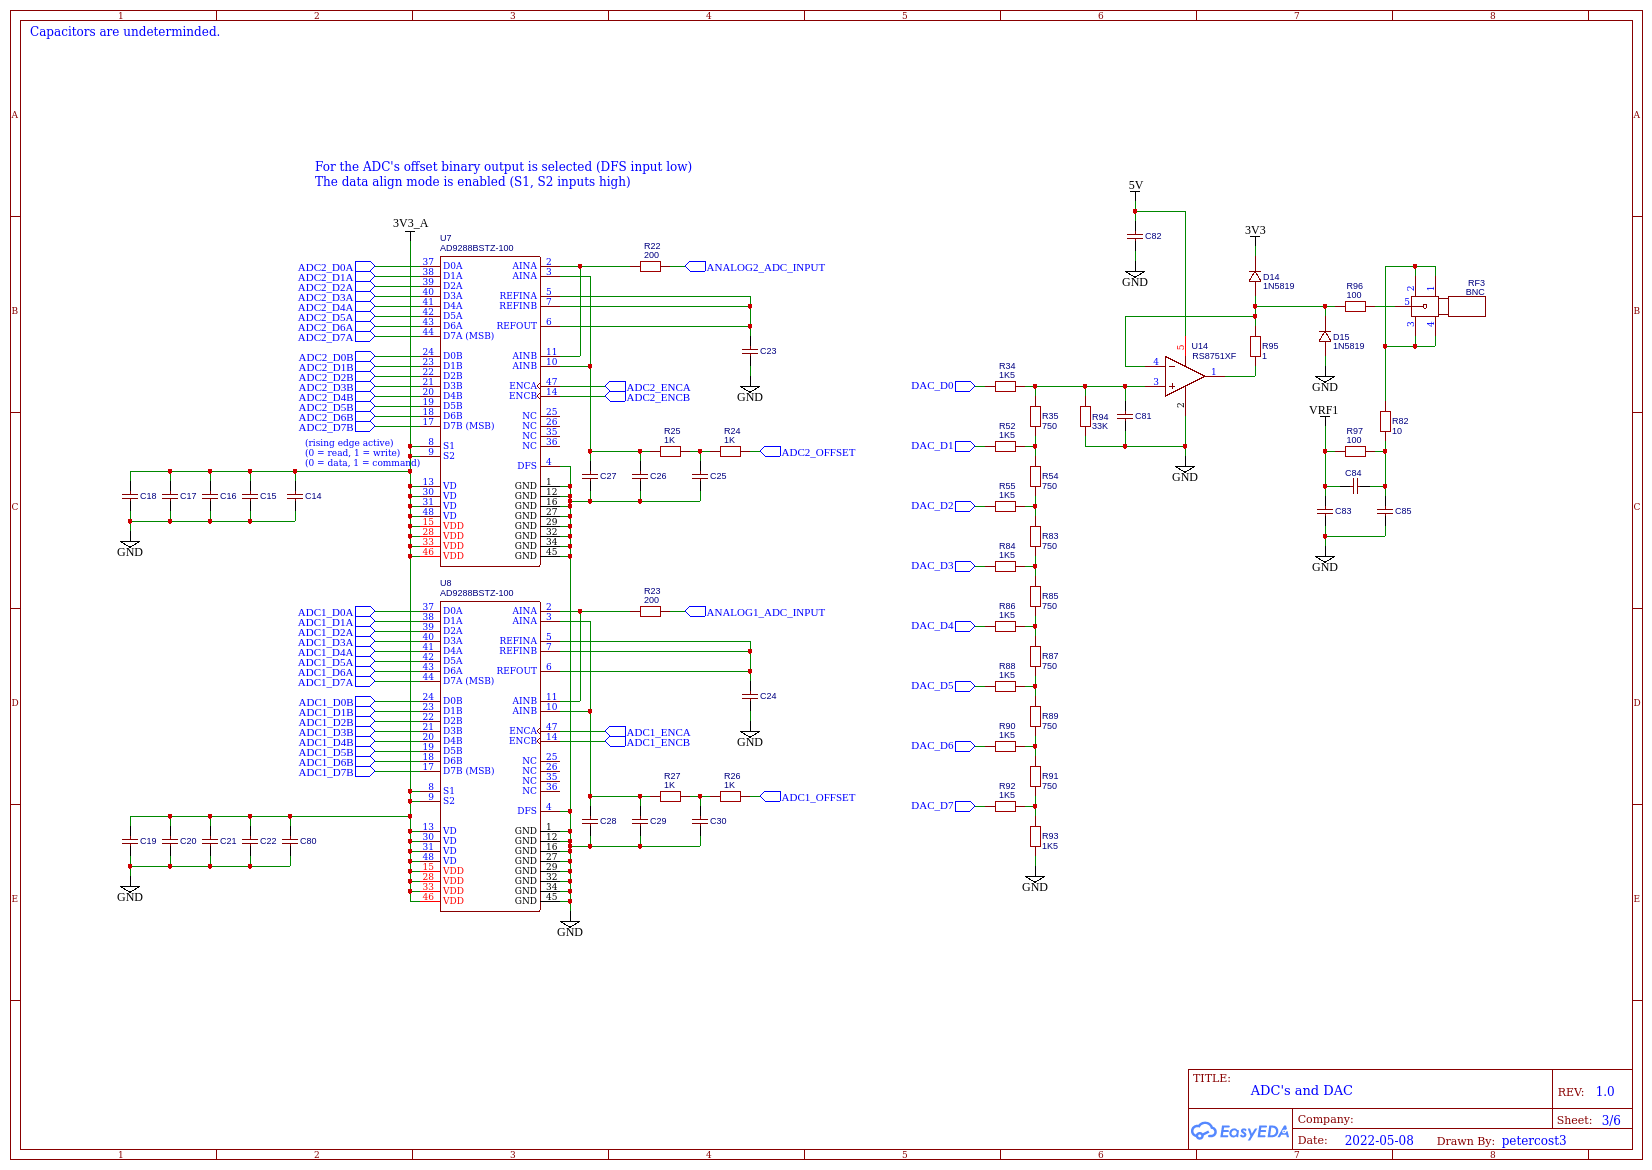 1 2 3 4 5 6 7 8
Capacitors are undeterminded.
A A
B B
C C
D D
E E
For the ADC's offset binary output is selected (DFS input low)
The data align mode is enabled (S1, S2 inputs high)
3V3_A
U7
AD9288BSTZ-100
ADC2_D0A 37 D0A
ADC2_D1A 38 D1A
ADC2_D2A 39 D2A
ADC2_D3A 40 D3A
ADC2_D4A 41 D4A
ADC2_D5A 42 D5A
ADC2_D6A 43 D6A
ADC2_D7A 44 D7A (MSB)
ADC2_D0B 24 D0B
ADC2_D1B 23 D1B
ADC2_D2B 22 D2B
ADC2_D3B 21 D3B
ADC2_D4B 20 D4B
ADC2_D5B 19 D5B
ADC2_D6B 18 D6B
ADC2_D7B 17 D7B (MSB)
(rising edge active)
(0 = read, 1 = write)
(0 = data, 1 = command)
8 S1
9 S2
13 VD
30 VD
31 VD
48 VD
15 VDD
28 VDD
33 VDD
46 VDD
AINA 2
AINA 3
REFINA 5
REFINB 7
REFOUT 6
AINB 11
AINB 10
ENCA 47
ENCB 14
NC 25
NC 26
NC 35
NC 36
DFS 4
GND 1
GND 12
GND 16
GND 27
GND 29
GND 32
GND 34
GND 45
R22
200
ANALOG2_ADC_INPUT
C23
GND
ADC2_ENCA
ADC2_ENCB
R25
1K
R24
1K
ADC2_OFFSET
C27 C26 C25
C18 C17 C16 C15 C14
GND
U8
AD9288BSTZ-100
ADC1_D0A 37 D0A
ADC1_D1A 38 D1A
ADC1_D2A 39 D2A
ADC1_D3A 40 D3A
ADC1_D4A 41 D4A
ADC1_D5A 42 D5A
ADC1_D6A 43 D6A
ADC1_D7A 44 D7A (MSB)
ADC1_D0B 24 D0B
ADC1_D1B 23 D1B
ADC1_D2B 22 D2B
ADC1_D3B 21 D3B
ADC1_D4B 20 D4B
ADC1_D5B 19 D5B
ADC1_D6B 18 D6B
ADC1_D7B 17 D7B (MSB)
8 S1
9 S2
13 VD
30 VD
31 VD
48 VD
15 VDD
28 VDD
33 VDD
46 VDD
AINA 2
AINA 3
REFINA 5
REFINB 7
REFOUT 6
AINB 11
AINB 10
ENCA 47
ENCB 14
NC 25
NC 26
NC 35
NC 36
DFS 4
GND 1
GND 12
GND 16
GND 27
GND 29
GND 32
GND 34
GND 45
R23
200
ANALOG1_ADC_INPUT
C24
GND
ADC1_ENCA
ADC1_ENCB
R27
1K
R26
1K
ADC1_OFFSET
C28 C29 C30
C19 C20 C21 C22 C80
GND
GND
DAC_D0
R34
1K5
R35
750
DAC_D1
R52
1K5
R54
750
DAC_D2
R55
1K5
R83
750
DAC_D3
R84
1K5
R85
750
DAC_D4
R86
1K5
R87
750
DAC_D5
R88
1K5
R89
750
DAC_D6
R90
1K5
R91
750
DAC_D7
R92
1K5
R93
1K5
GND
5V
C82
GND
R94
33K
C81
U14
RS8751XF
4
3
5
2
1
GND
3V3
D14
1N5819
R95
1
D15
1N5819
GND
R96
100
RF3
BNC
5
2
1
3
4
VRF1
R82
10
R97
100
C84
C83 C85
GND
TITLE:
ADC's and DAC
REV: 1.0
EasyEDA
Company:
Sheet: 3/6
Date: 2022-05-08
Drawn By: petercost3
1 2 3 4 5 6 7 8